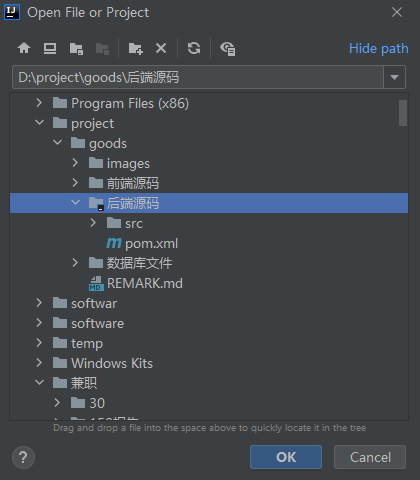 IJ Open File or Project
Hide path
D:\project\goods\后端源码
Program Files (x86)
project
goods
images
前端源码
后端源码
src
m pom.xml
数据库文件
MD REMARK.md
softwar
software
temp
Windows Kits
兼职
30
Drag and drop a file into the space above to quickly locate it in the tree
? OK Cancel